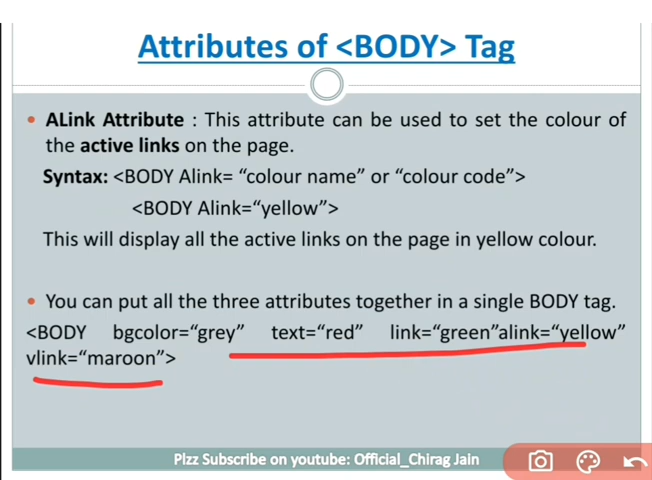 Attributes of <BODY> Tag
• ALink Attribute : This attribute can be used to set the colour of
the active links on the page.
Syntax: <BODY Alink= “colour name” or “colour code”>
<BODY Alink=“yellow”>
This will display all the active links on the page in yellow colour.
• You can put all the three attributes together in a single BODY tag.
<BODY bgcolor=“grey” text=“red” link=“green”alink=“yellow”
vlink=“maroon”>
Plzz Subscribe on youtube: Official_Chirag Jain